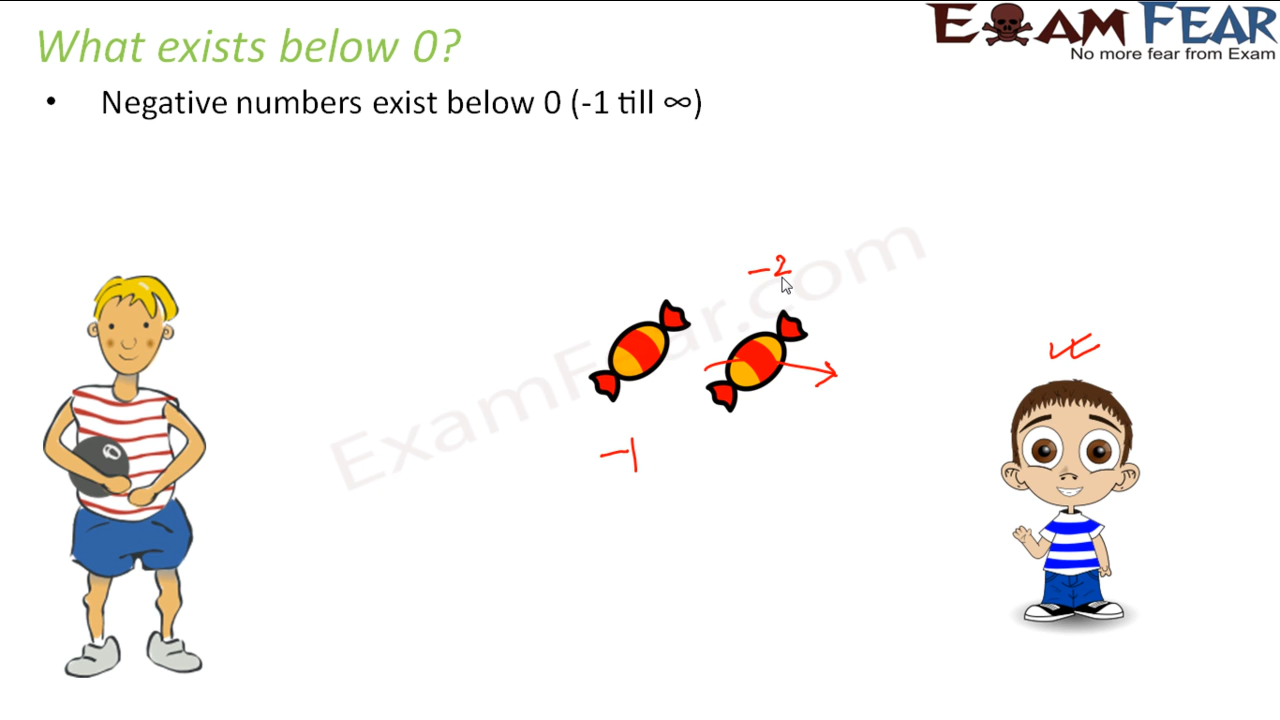 What exists below 0?
EXAM FEAR
No more fear from Exam
• Negative numbers exist below 0 (-1 till ∞)
-2
ExamFear.com
-1
6